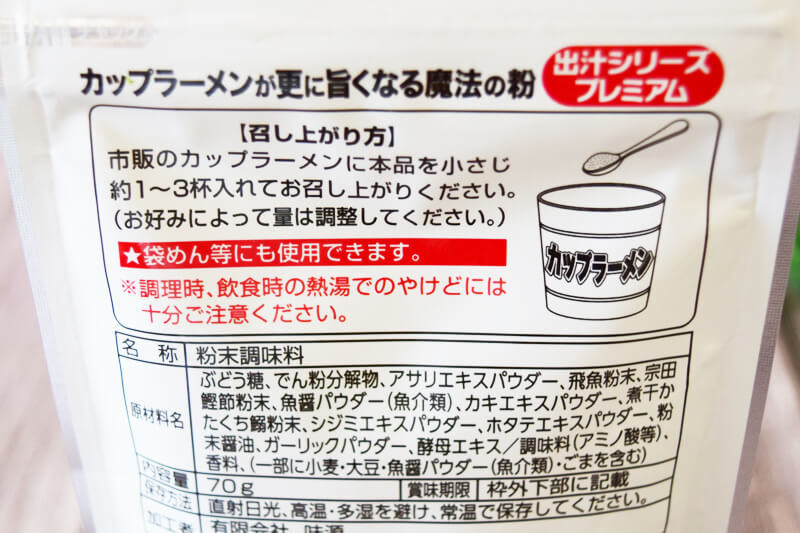 カップラーメンが更に旨くなる魔法の粉
出汁シリーズ
プレミアム
【召し上がり方】
市販のカップラーメンに本品を小さじ
約1～3杯入れてお召し上がりください。
(お好みによって量は調整してください。)
★袋めん等にも使用できます。
※調理時、飲食時の熱湯でのやけどには
十分ご注意ください。
カップラーメン
名 称 粉末調味料
原材料名 ぶどう糖、でん粉分解物、アサリエキスパウダー、飛魚粉末、宗田
鰹節粉末、魚醤パウダー(魚介類)、カキエキスパウダー、煮干か
たくち鰯粉末、シジミエキスパウダー、ホタテエキスパウダー、粉
末醤油、ガーリックパウダー、酵母エキス／調味料(アミノ酸等)、
香料、(一部に小麦・大豆・魚醤パウダー(魚介類)・ごまを含む)
内容量 70g 賞味期限 枠外下部に記載
保存方法 直射日光、高温・多湿を避け、常温で保存してください。
加工者 有限会社 味源